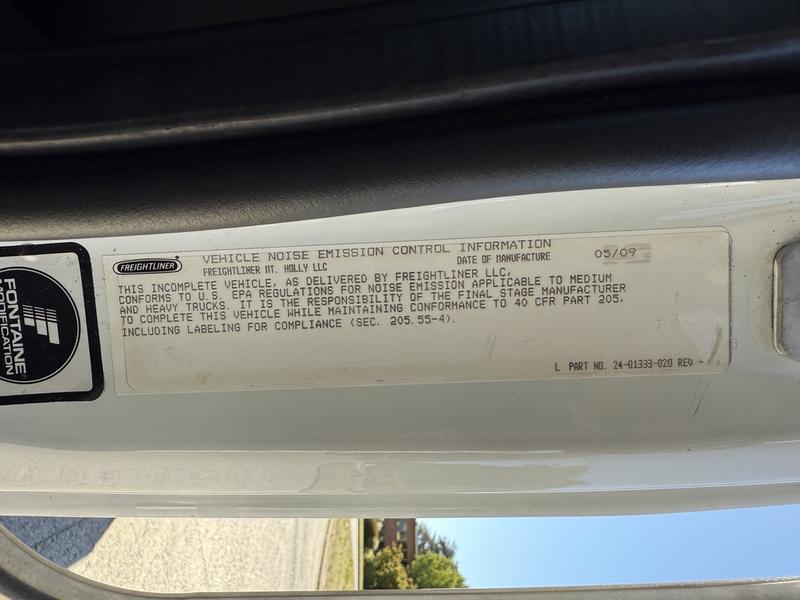 FREIGHTLINER
VEHICLE NOISE EMISSION CONTROL INFORMATION
FREIGHTLINER MT. HOLLY LLC DATE OF MANUFACTURE 05/09
THIS INCOMPLETE VEHICLE, AS DELIVERED BY FREIGHTLINER LLC,
CONFORMS TO U.S. EPA REGULATIONS FOR NOISE EMISSION APPLICABLE TO MEDIUM
AND HEAVY TRUCKS. IT IS THE RESPONSIBILITY OF THE FINAL STAGE MANUFACTURER
TO COMPLETE THIS VEHICLE WHILE MAINTAINING CONFORMANCE TO 40 CFR PART 205,
INCLUDING LABELING FOR COMPLIANCE (SEC. 205.55-4).
L PART NO. 24-01333-020 REV -
FONTAINE
MODIFICATION